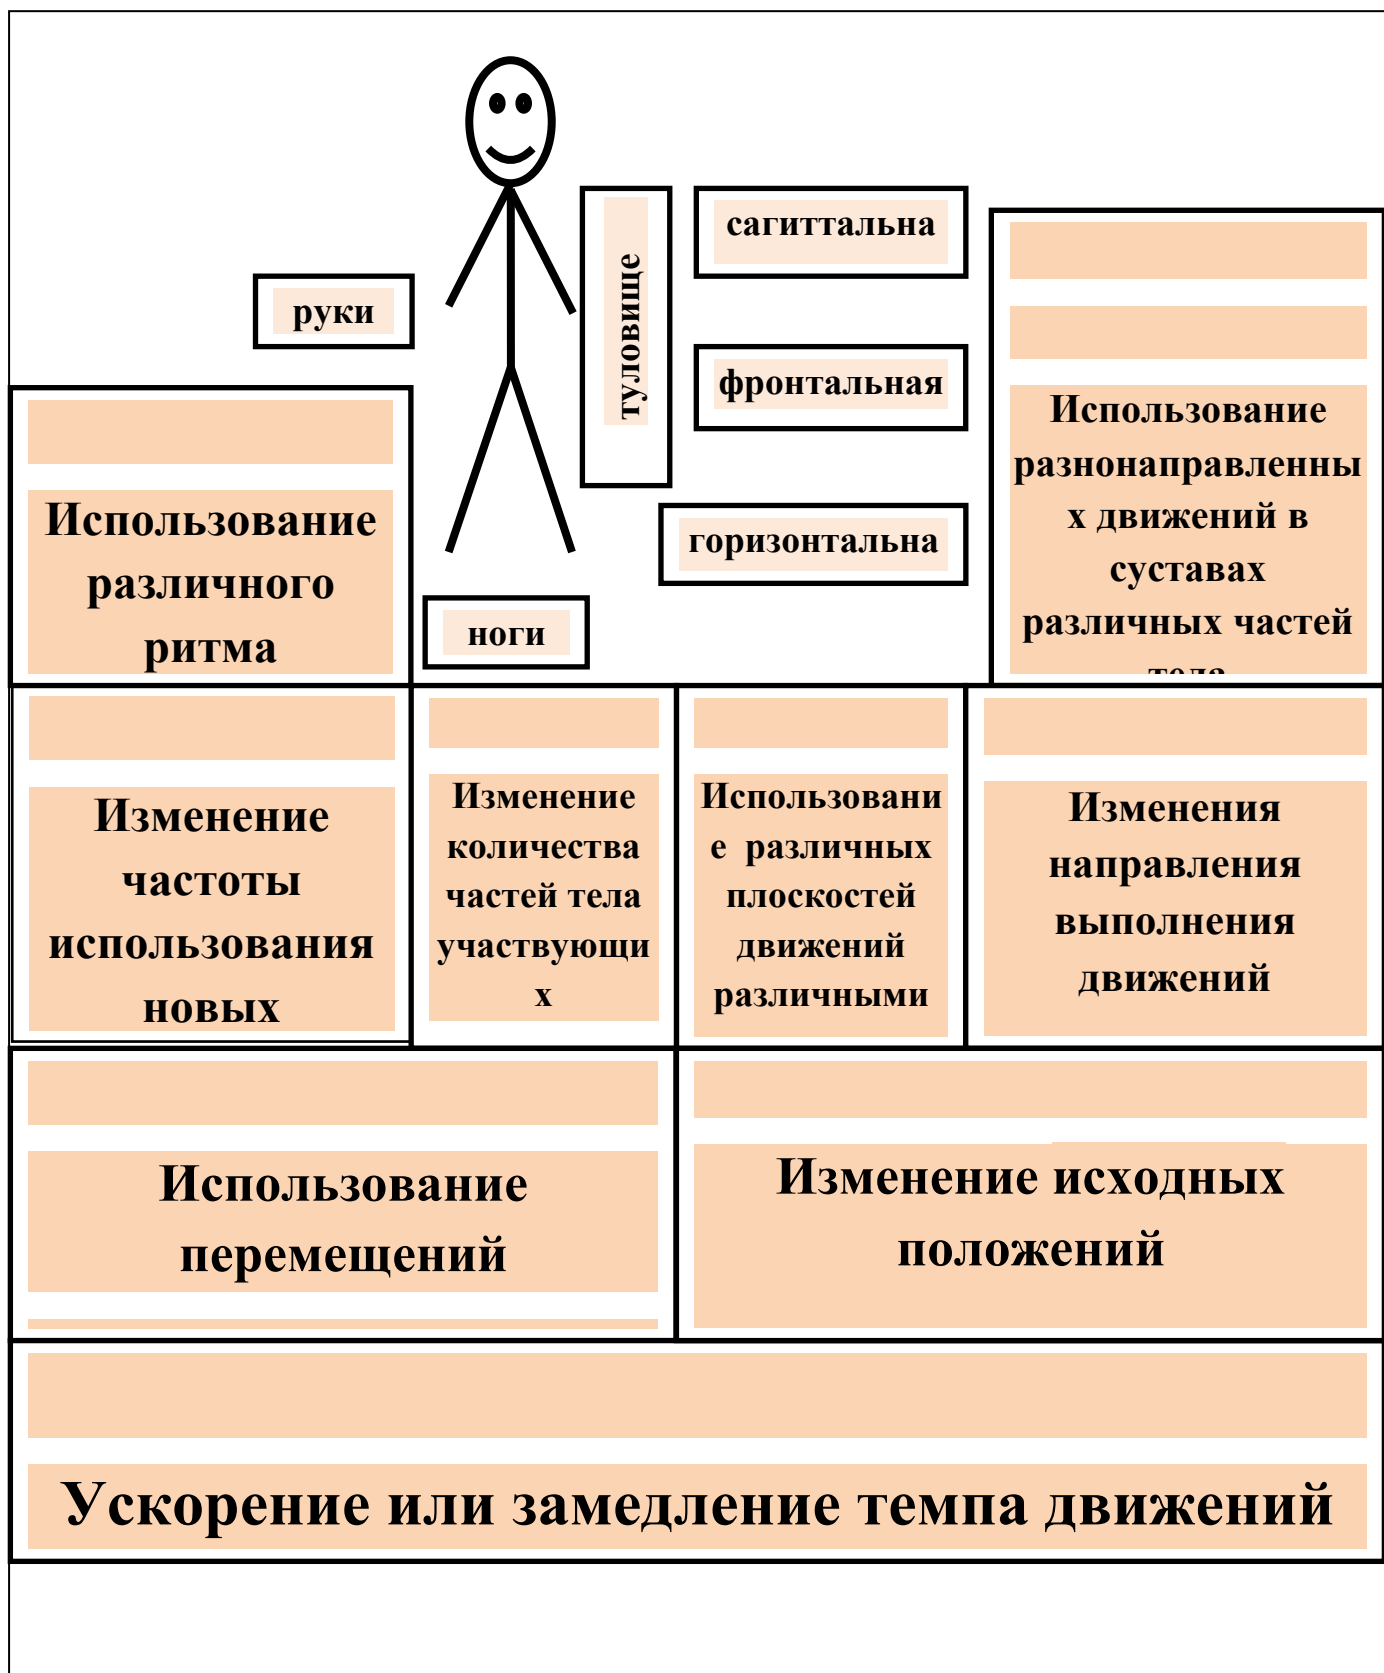 сагиттальна
туловище
руки
фронтальная
горизонтальна
ноги
Использование
различного
ритма
Использование
разнонаправленны
х движений в
суставах
различных частей
тела
Изменение
частоты
использования
новых
Изменение
количества
частей тела
участвующи
х
Использовани
е различных
плоскостей
движений
различными
Изменения
направления
выполнения
движений
Использование
перемещений
Изменение исходных
положений
Ускорение или замедление темпа движений